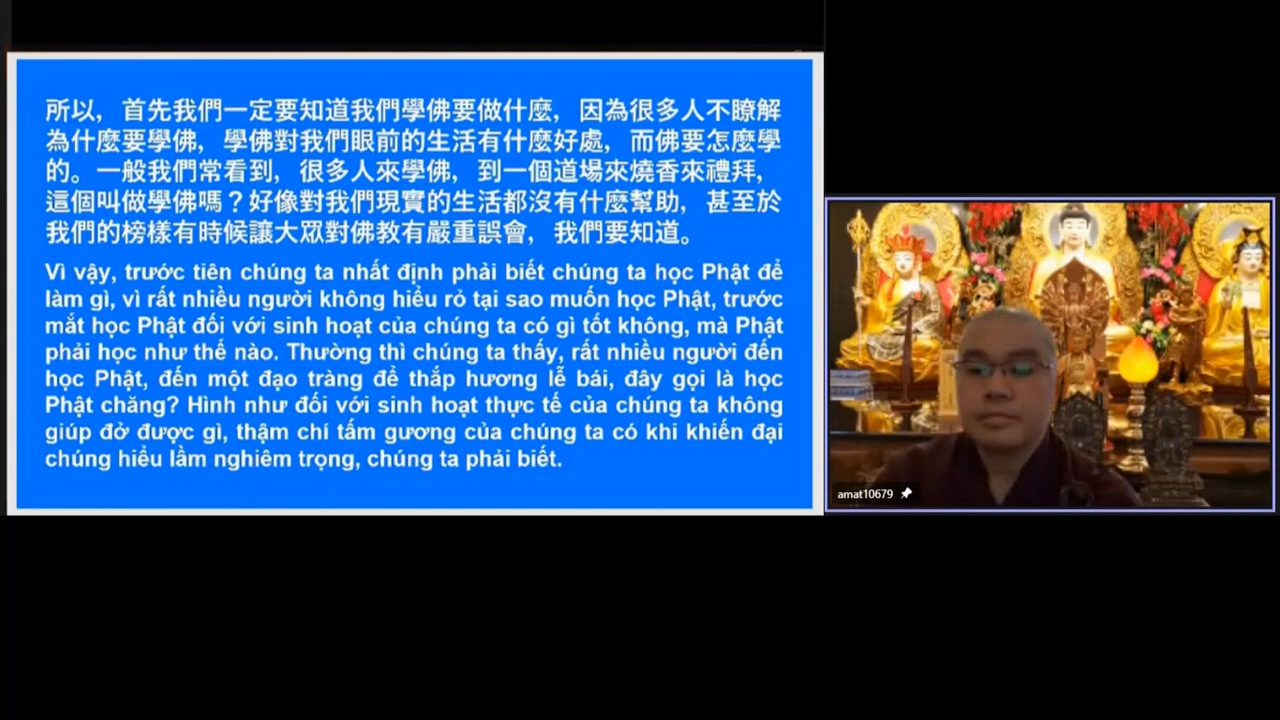 所以，首先我們一定要知道我們學佛要做什麼，因為很多人不瞭解
為什麼要學佛，學佛對我們眼前的生活有什麼好處，而佛要怎麼學
的。一般我們常看到，很多人來學佛，到一個道場來燒香來禮拜，
這個叫做學佛嗎？好像對我們現實的生活都沒有什麼幫助，甚至於
我們的榜樣有時候讓大眾對佛教有嚴重誤會，我們要知道。
Vì vậy, trước tiên chúng ta nhất định phải biết chúng ta học Phật để
làm gì, vì rất nhiều người không hiểu rỏ tại sao muốn học Phật, trước
mắt học Phật đối với sinh hoạt của chúng ta có gì tốt không, mà Phật
phải học như thế nào. Thường thì chúng ta thấy, rất nhiều người đến
học Phật, đến một đạo tràng để thắp hương lễ bái, đây gọi là học
Phật chăng? Hình như đối với sinh hoạt thực tế của chúng ta không
giúp đở được gì, thậm chí tấm gương của chúng ta có khi khiến đại
chúng hiểu lầm nghiêm trọng, chúng ta phải biết.
amat10679